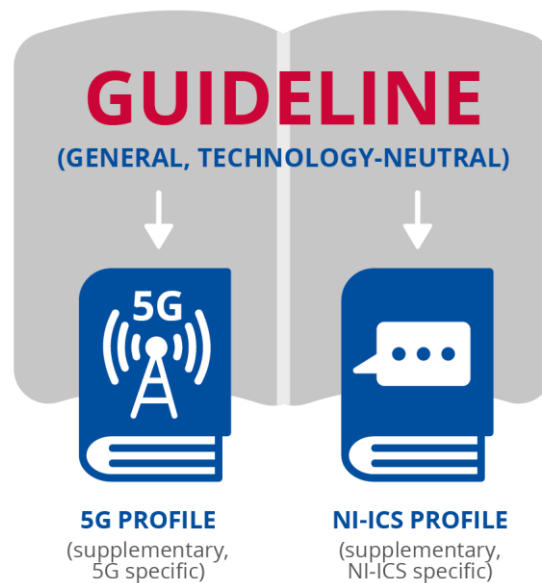 GUIDELINE
(GENERAL, TECHNOLOGY-NEUTRAL)
5G
5G PROFILE
(supplementary,
5G specific)
NI-ICS PROFILE
(supplementary,
NI-ICS specific)